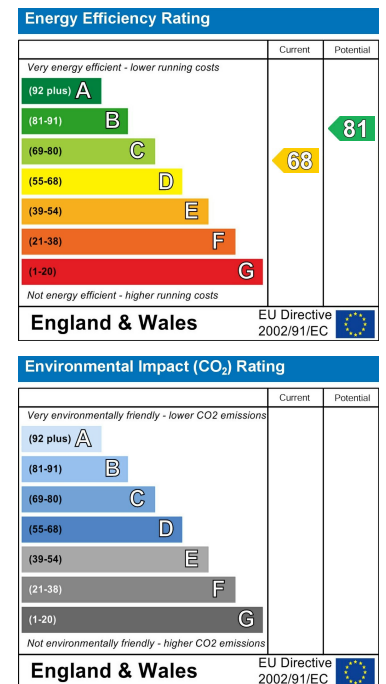 Energy Efficiency Rating
Current Potential
Very energy efficient - lower running costs
(92 plus) A
(81-91) B
(69-80) C
(55-68) D
(39-54) E
(21-38) F
(1-20) G
81
68
Not energy efficient - higher running costs
England & Wales
EU Directive
2002/91/EC
Environmental Impact (CO₂) Rating
Current Potential
Very environmentally friendly - lower CO2 emissions
(92 plus) A
(81-91) B
(69-80) C
(55-68) D
(39-54) E
(21-38) F
(1-20) G
Not environmentally friendly - higher CO2 emissions
England & Wales
EU Directive
2002/91/EC